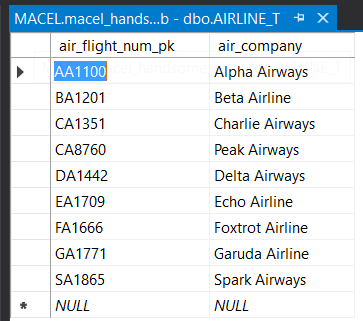 MACEL.macel_hands...b - dbo.AIRLINE_T
air_flight_num_pk air_company
AA1100 Alpha Airways
BA1201 Beta Airline
CA1351 Charlie Airways
CA8760 Peak Airways
DA1442 Delta Airways
EA1709 Echo Airline
FA1666 Foxtrot Airline
GA1771 Garuda Airline
SA1865 Spark Airways
NULL NULL